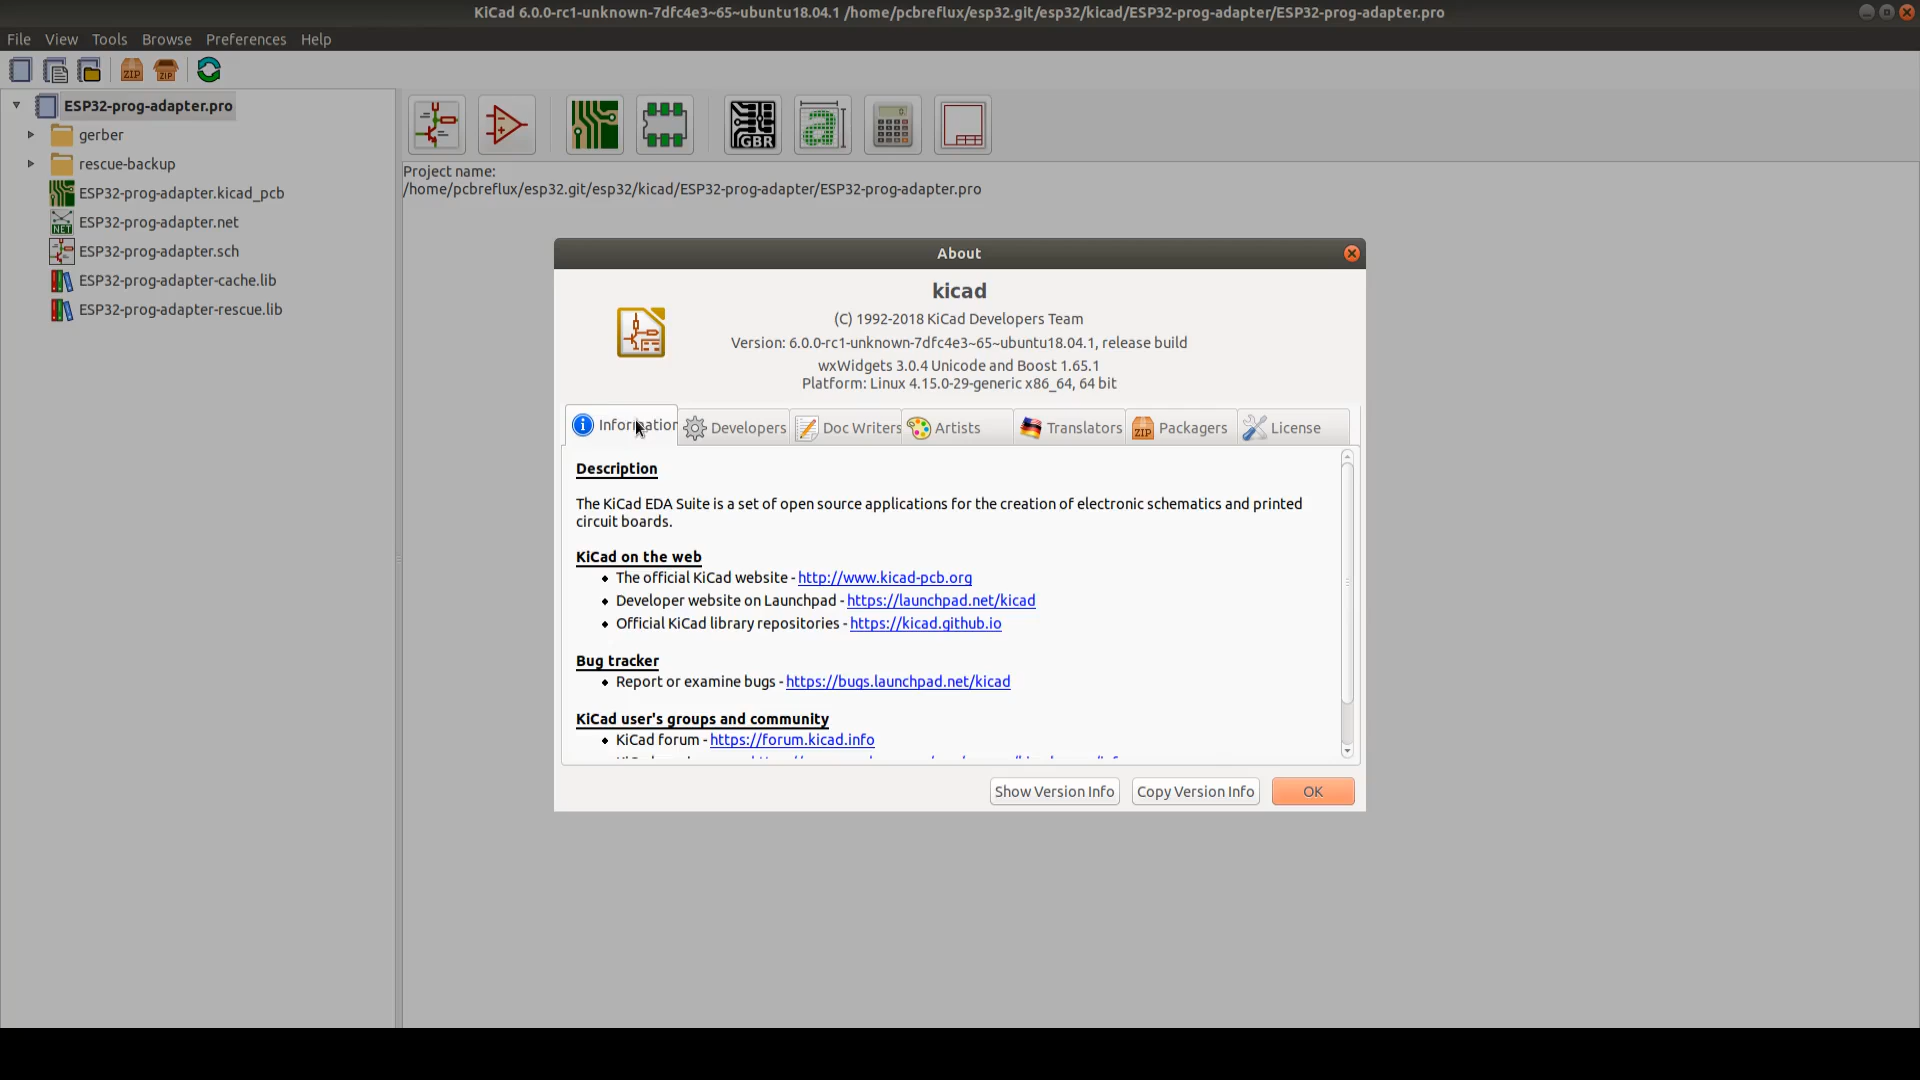 KiCad 6.0.0-rc1-unknown-7dfc4e3~65~ubuntu18.04.1 /home/pcbreflux/esp32.git/esp32/kicad/ESP32-prog-adapter/ESP32-prog-adapter.pro
File View Tools Browse Preferences Help
ZIP ZIP
ESP32-prog-adapter.pro
gerber
rescue-backup
ESP32-prog-adapter.kicad_pcb
NET ESP32-prog-adapter.net
ESP32-prog-adapter.sch
ESP32-prog-adapter-cache.lib
ESP32-prog-adapter-rescue.lib
GBR a
Project name:
/home/pcbreflux/esp32.git/esp32/kicad/ESP32-prog-adapter/ESP32-prog-adapter.pro
About
kicad
(C) 1992-2018 KiCad Developers Team
Version: 6.0.0-rc1-unknown-7dfc4e3~65~ubuntu18.04.1, release build
wxWidgets 3.0.4 Unicode and Boost 1.65.1
Platform: Linux 4.15.0-29-generic x86_64, 64 bit
Information Developers Doc Writers Artists Translators ZIP Packagers License
Description
The KiCad EDA Suite is a set of open source applications for the creation of electronic schematics and printed
circuit boards.
KiCad on the web
• The official KiCad website - http://www.kicad-pcb.org
• Developer website on Launchpad - https://launchpad.net/kicad
• Official KiCad library repositories - https://kicad.github.io
Bug tracker
• Report or examine bugs - https://bugs.launchpad.net/kicad
KiCad user's groups and community
• KiCad forum - https://forum.kicad.info
Show Version Info Copy Version Info OK